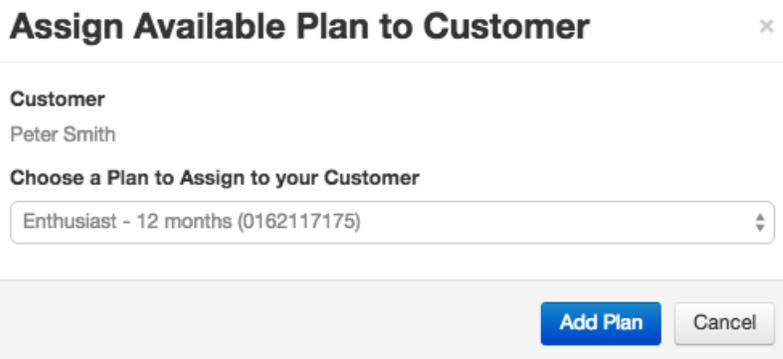 Assign Available Plan to Customer ×
Customer
Peter Smith
Choose a Plan to Assign to your Customer
Enthusiast - 12 months (0162117175)
Add Plan Cancel